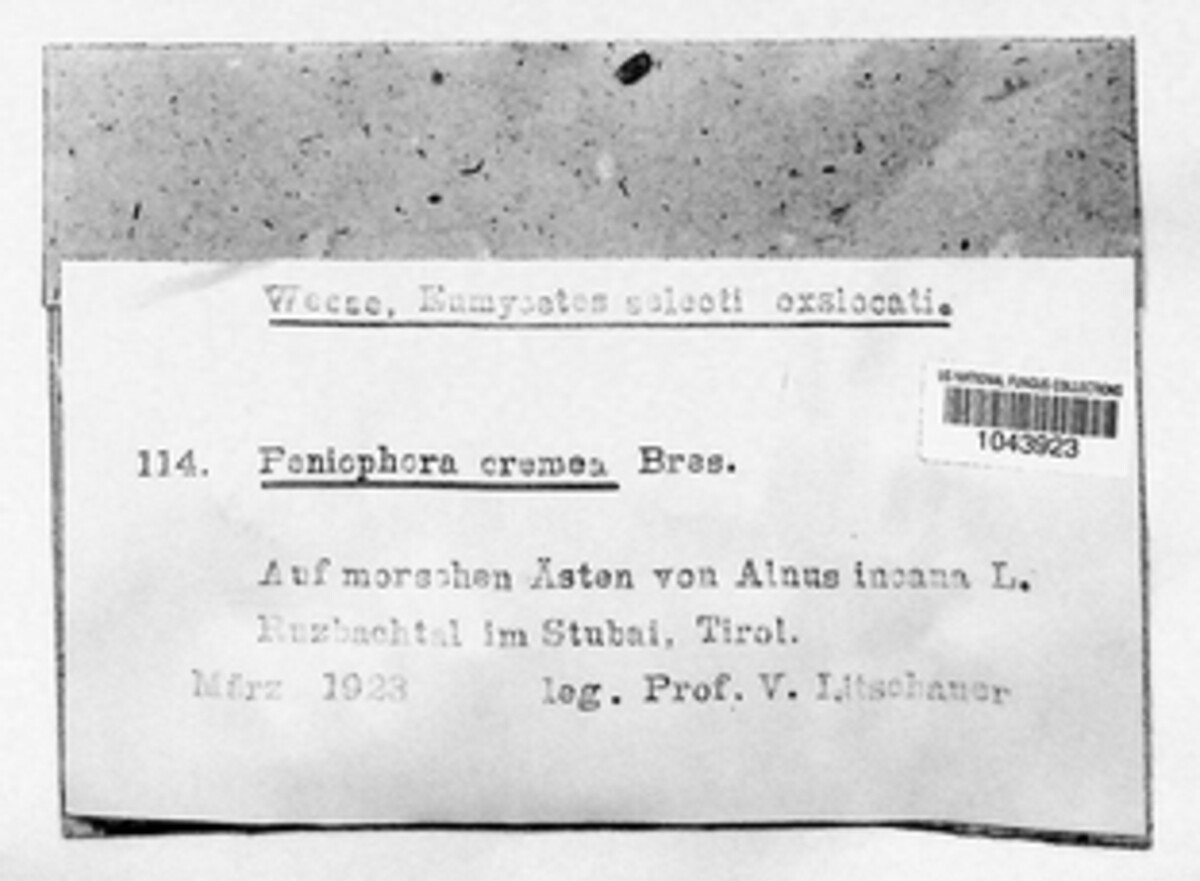 Weese, Eumycetes selecti exsiccati.
US NATIONAL FUNGUS COLLECTIONS
1043923
114. Peniophora cremea Bres.
Auf morschen Ästen von Alnus incana L.
Ruzbachtal im Stubai, Tirol.
März 1923 leg. Prof. V. Litschauer